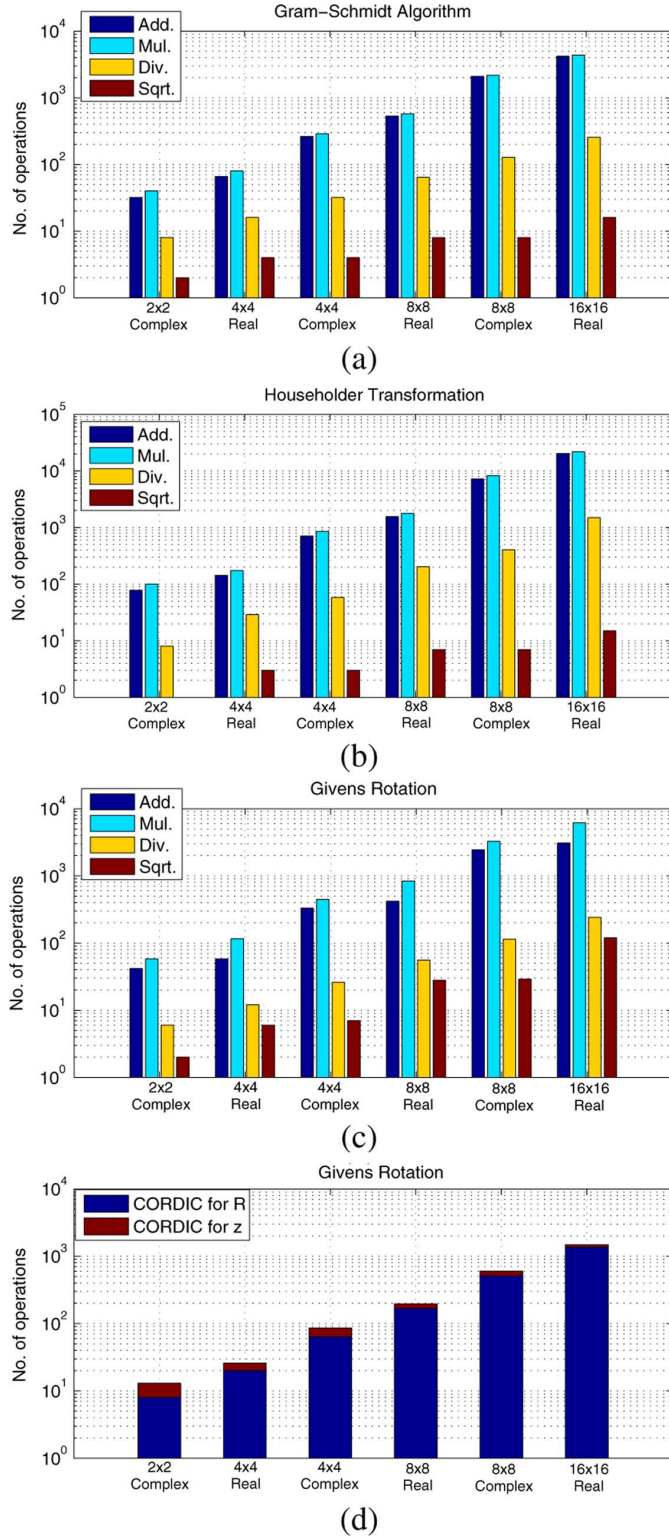 Gram-Schmidt Algorithm
10^4
10^3
10^2
10^1
10^0
No. of operations
Add.
Mul.
Div.
Sqrt.
2x2 4x4 4x4 8x8 8x8 16x16
Complex Real Complex Real Complex Real
(a)
Householder Transformation
10^5
10^4
10^3
10^2
10^1
10^0
No. of operations
Add.
Mul.
Div.
Sqrt.
2x2 4x4 4x4 8x8 8x8 16x16
Complex Real Complex Real Complex Real
(b)
Givens Rotation
10^4
10^3
10^2
10^1
10^0
No. of operations
Add.
Mul.
Div.
Sqrt.
2x2 4x4 4x4 8x8 8x8 16x16
Complex Real Complex Real Complex Real
(c)
Givens Rotation
10^4
10^3
10^2
10^1
10^0
No. of operations
CORDIC for R
CORDIC for z
2x2 4x4 4x4 8x8 8x8 16x16
Complex Real Complex Real Complex Real
(d)